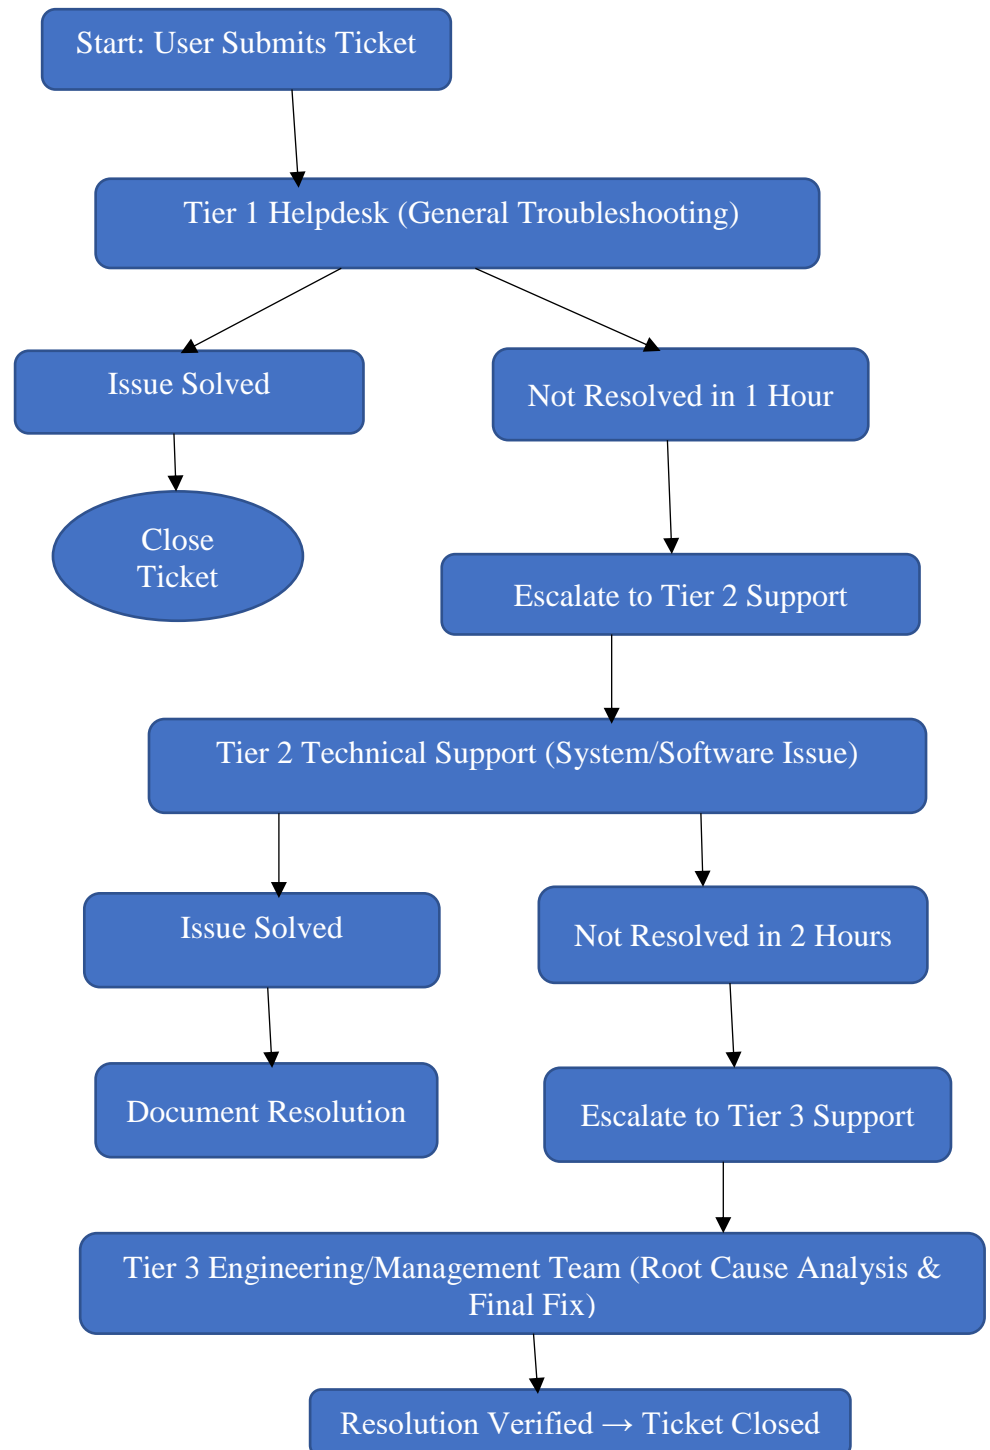 Start: User Submits Ticket
Tier 1 Helpdesk (General Troubleshooting)
Issue Solved
Not Resolved in 1 Hour
Close
Ticket
Escalate to Tier 2 Support
Tier 2 Technical Support (System/Software Issue)
Issue Solved
Not Resolved in 2 Hours
Document Resolution
Escalate to Tier 3 Support
Tier 3 Engineering/Management Team (Root Cause Analysis &
Final Fix)
Resolution Verified → Ticket Closed